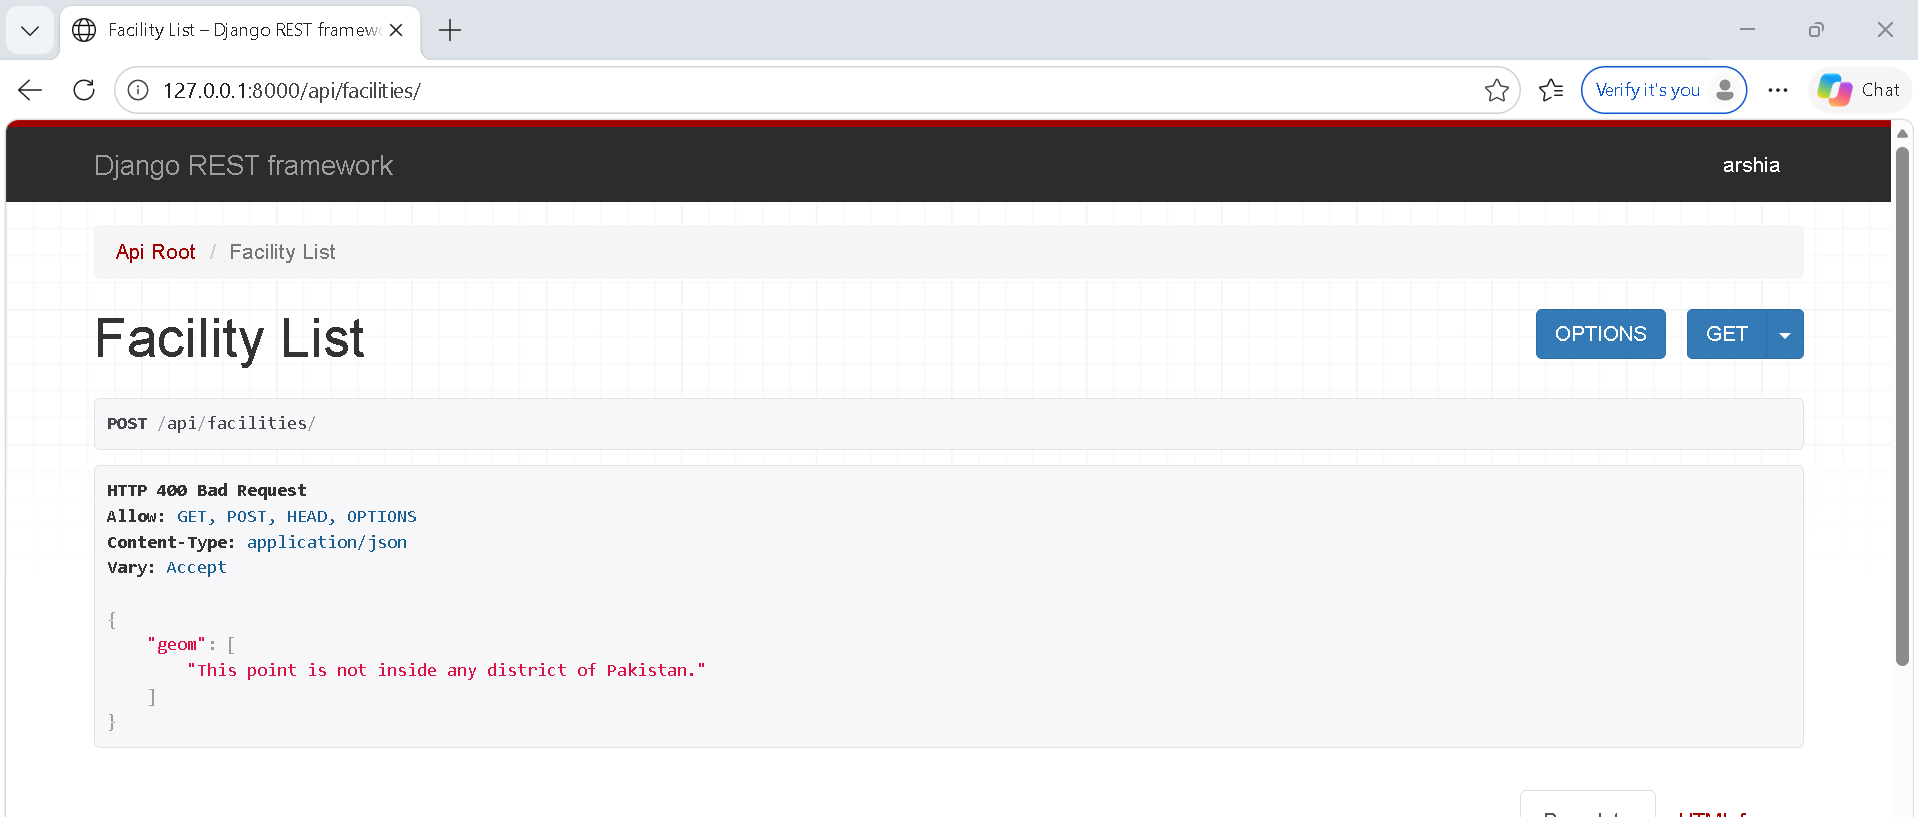 Facility List – Django REST framew
127.0.0.1:8000/api/facilities/
Verify it's you
Chat
Django REST framework
arshia
Api Root / Facility List
Facility List
OPTIONS
GET
POST /api/facilities/
HTTP 400 Bad Request
Allow: GET, POST, HEAD, OPTIONS
Content-Type: application/json
Vary: Accept
{
    "geom": [
        "This point is not inside any district of Pakistan."
    ]
}